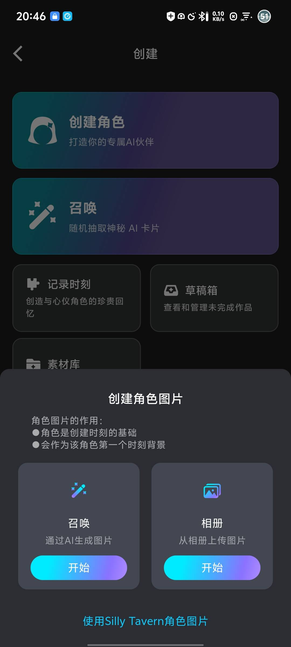 20:46
0.10
KB/s
51
创建
创建角色
打造你的专属AI伙伴
召唤
随机抽取神秘 AI 卡片
记录时刻
创造与心仪角色的珍贵回
忆
草稿箱
查看和管理未完成作品
素材库
创建角色图片
角色图片的作用：
●角色是创建时刻的基础
●会作为该角色第一个时刻背景
召唤
通过AI生成图片
开始
相册
从相册上传图片
开始
使用Silly Tavern角色图片